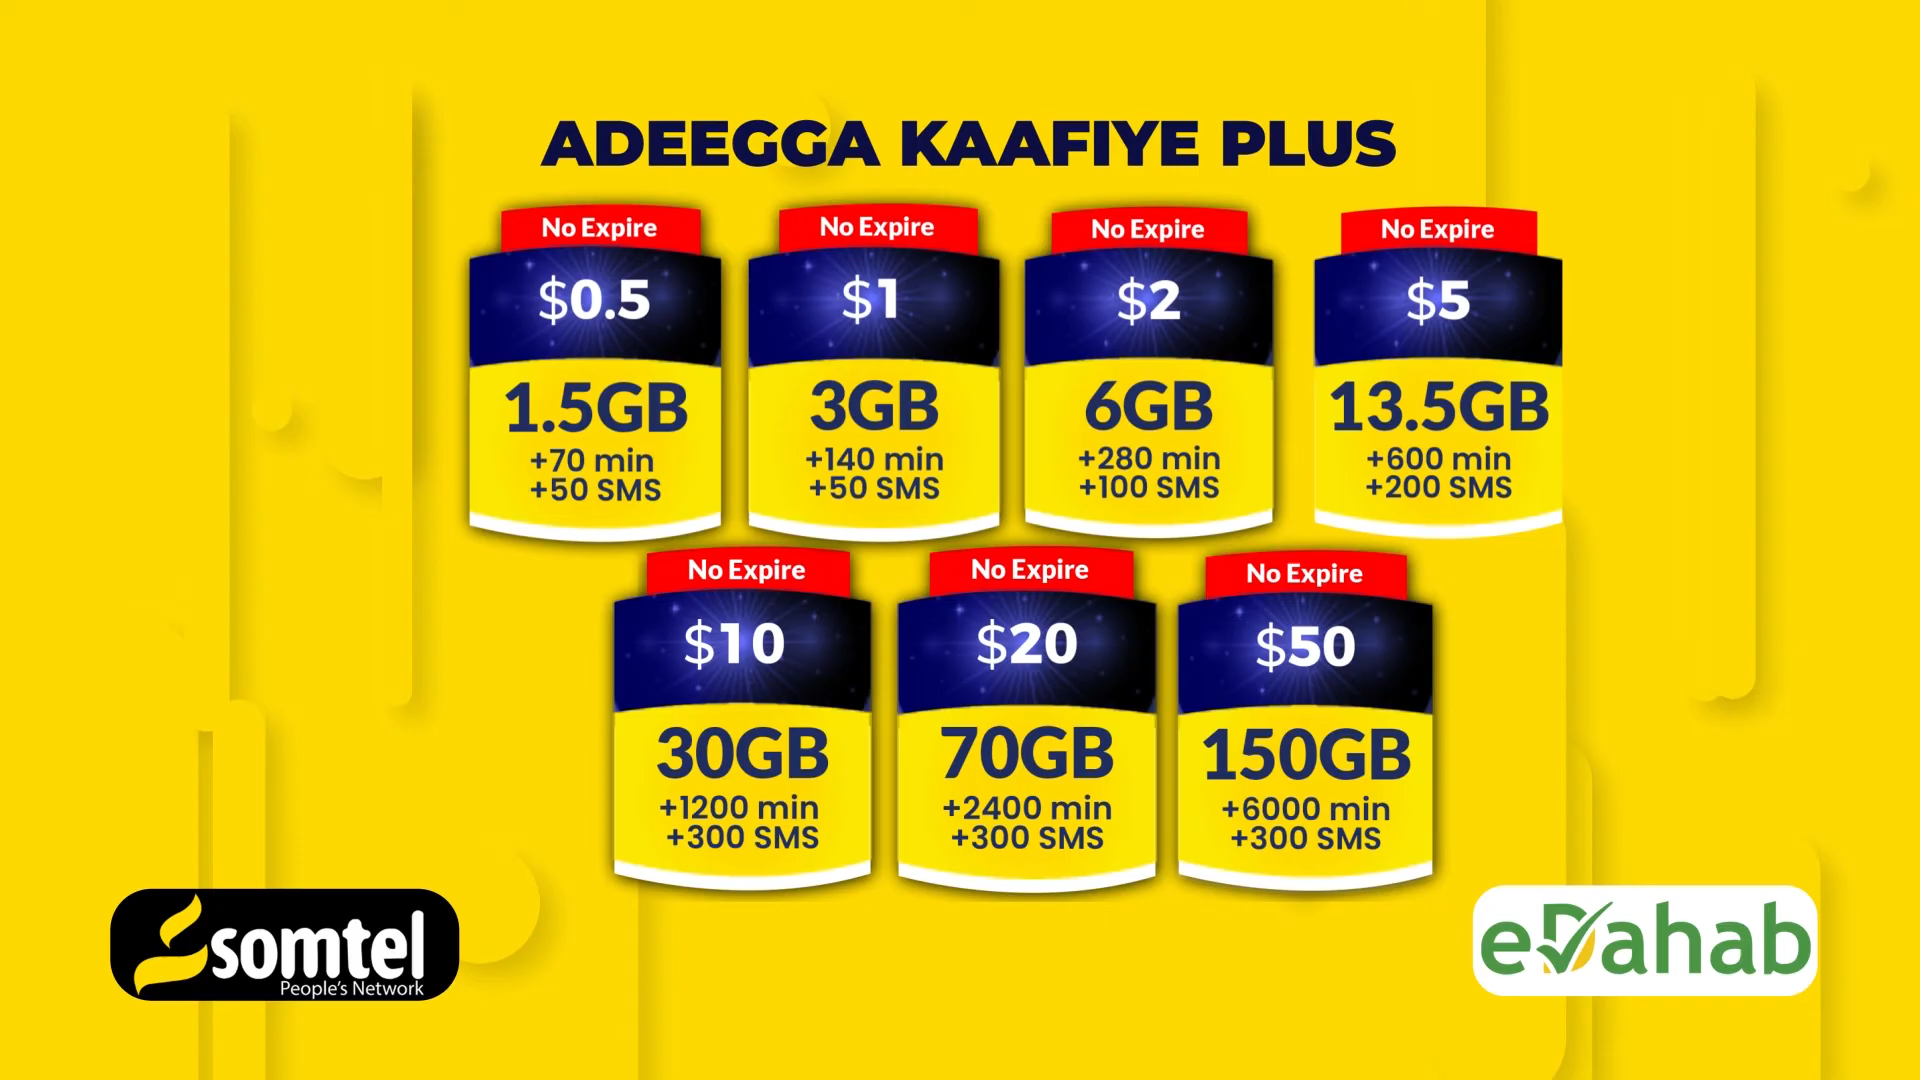 ADEEGGA KAAFIYE PLUS
No Expire
$0.5
1.5GB
+70 min
+50 SMS
No Expire
$1
3GB
+140 min
+50 SMS
No Expire
$2
6GB
+280 min
+100 SMS
No Expire
$5
13.5GB
+600 min
+200 SMS
No Expire
$10
30GB
+1200 min
+300 SMS
No Expire
$20
70GB
+2400 min
+300 SMS
No Expire
$50
150GB
+6000 min
+300 SMS
somtel
People's Network
eDahab